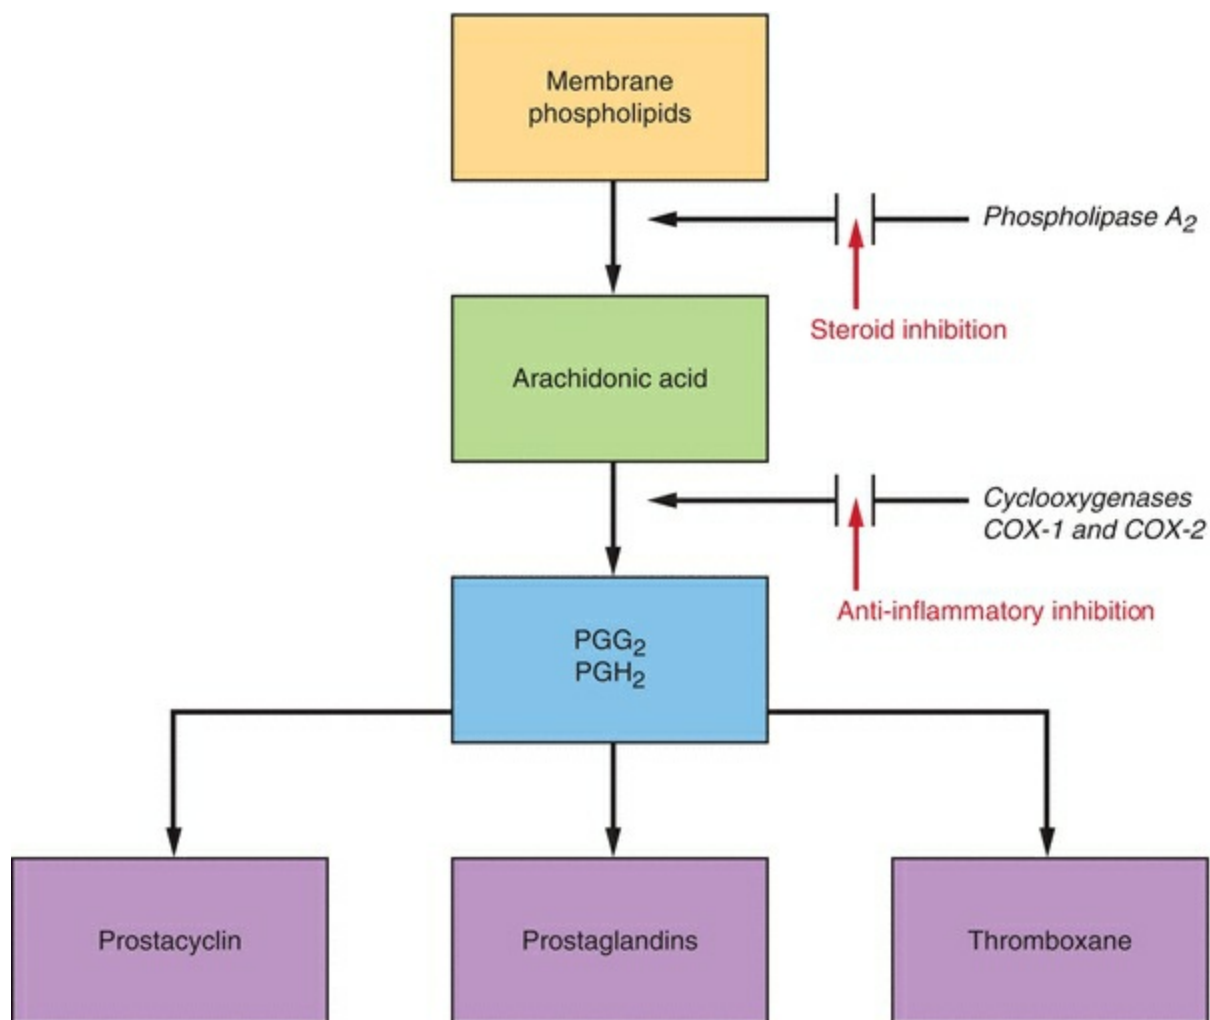 Membrane
phospholipids
Phospholipase A2
Steroid inhibition
Arachidonic acid
Cyclooxygenases
COX-1 and COX-2
Anti-inflammatory inhibition
PGG2
PGH2
Prostacyclin
Prostaglandins
Thromboxane